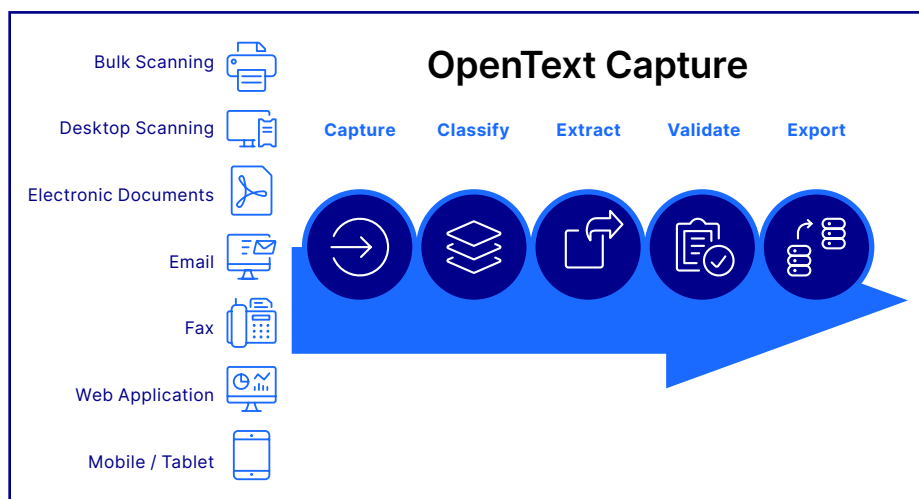 OpenText Capture
Bulk Scanning
Desktop Scanning
Electronic Documents
Email
Fax
Web Application
Mobile / Tablet
Capture
Classify
Extract
Validate
Export